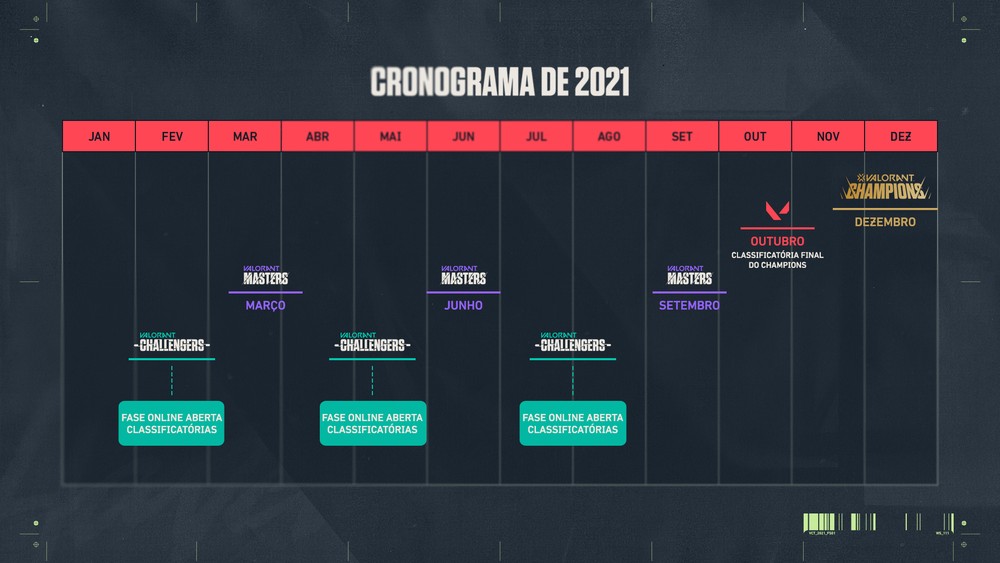 CRONOGRAMA DE 2021
JAN FEV MAR ABR MAI JUN JUL AGO SET OUT NOV DEZ
VALORANT
CHAMPIONS
DEZEMBRO
OUTUBRO
CLASSIFICATÓRIA FINAL
DO CHAMPIONS
VALORANT
MASTERS
MARÇO
VALORANT
MASTERS
JUNHO
VALORANT
MASTERS
SETEMBRO
VALORANT
-CHALLENGERS-
FASE ONLINE ABERTA
CLASSIFICATÓRIAS
VALORANT
-CHALLENGERS-
FASE ONLINE ABERTA
CLASSIFICATÓRIAS
VALORANT
-CHALLENGERS-
FASE ONLINE ABERTA
CLASSIFICATÓRIAS